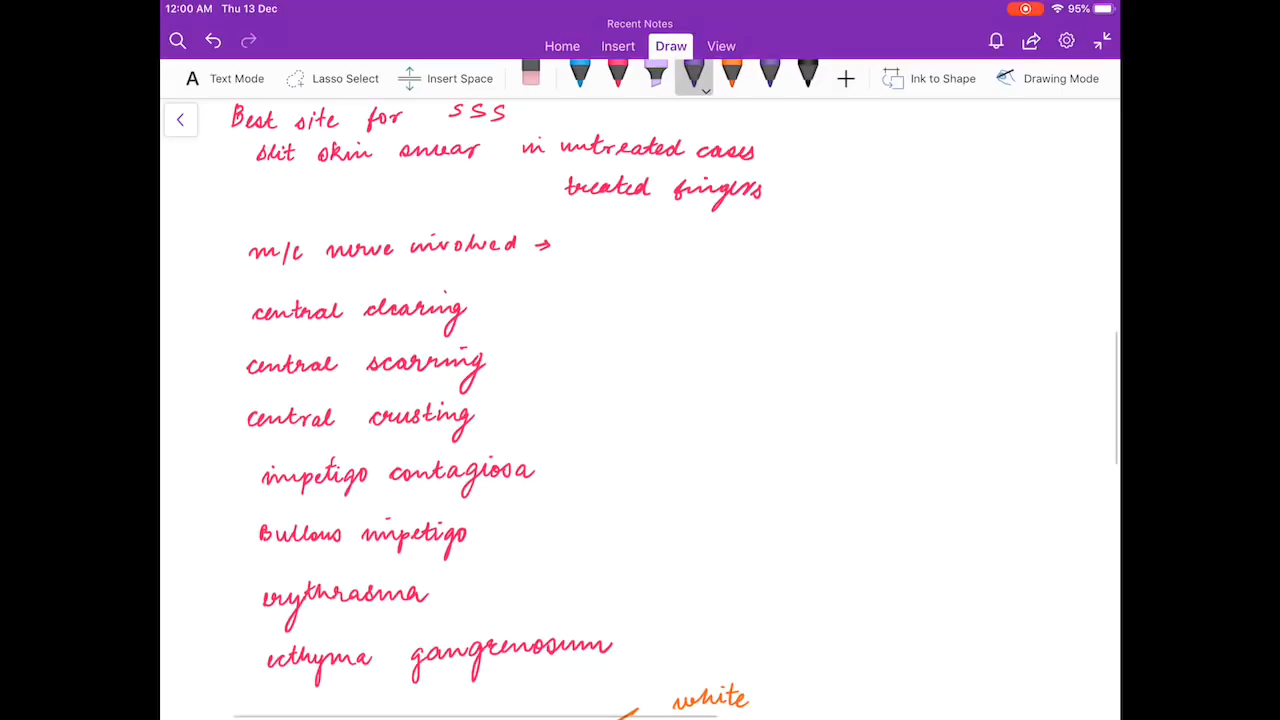 12:00 AM Thu 13 Dec
95%
Recent Notes
Home Insert Draw View
Text Mode Lasso Select Insert Space Ink to Shape Drawing Mode
Best site for SSS
slit skin smear in untreated cases
treated fingers
m/c nerve involved →
central clearing
central scarring
central crusting
impetigo contagiosa
Bullous impetigo
erythrasma
ecthyma gangrenosum
white